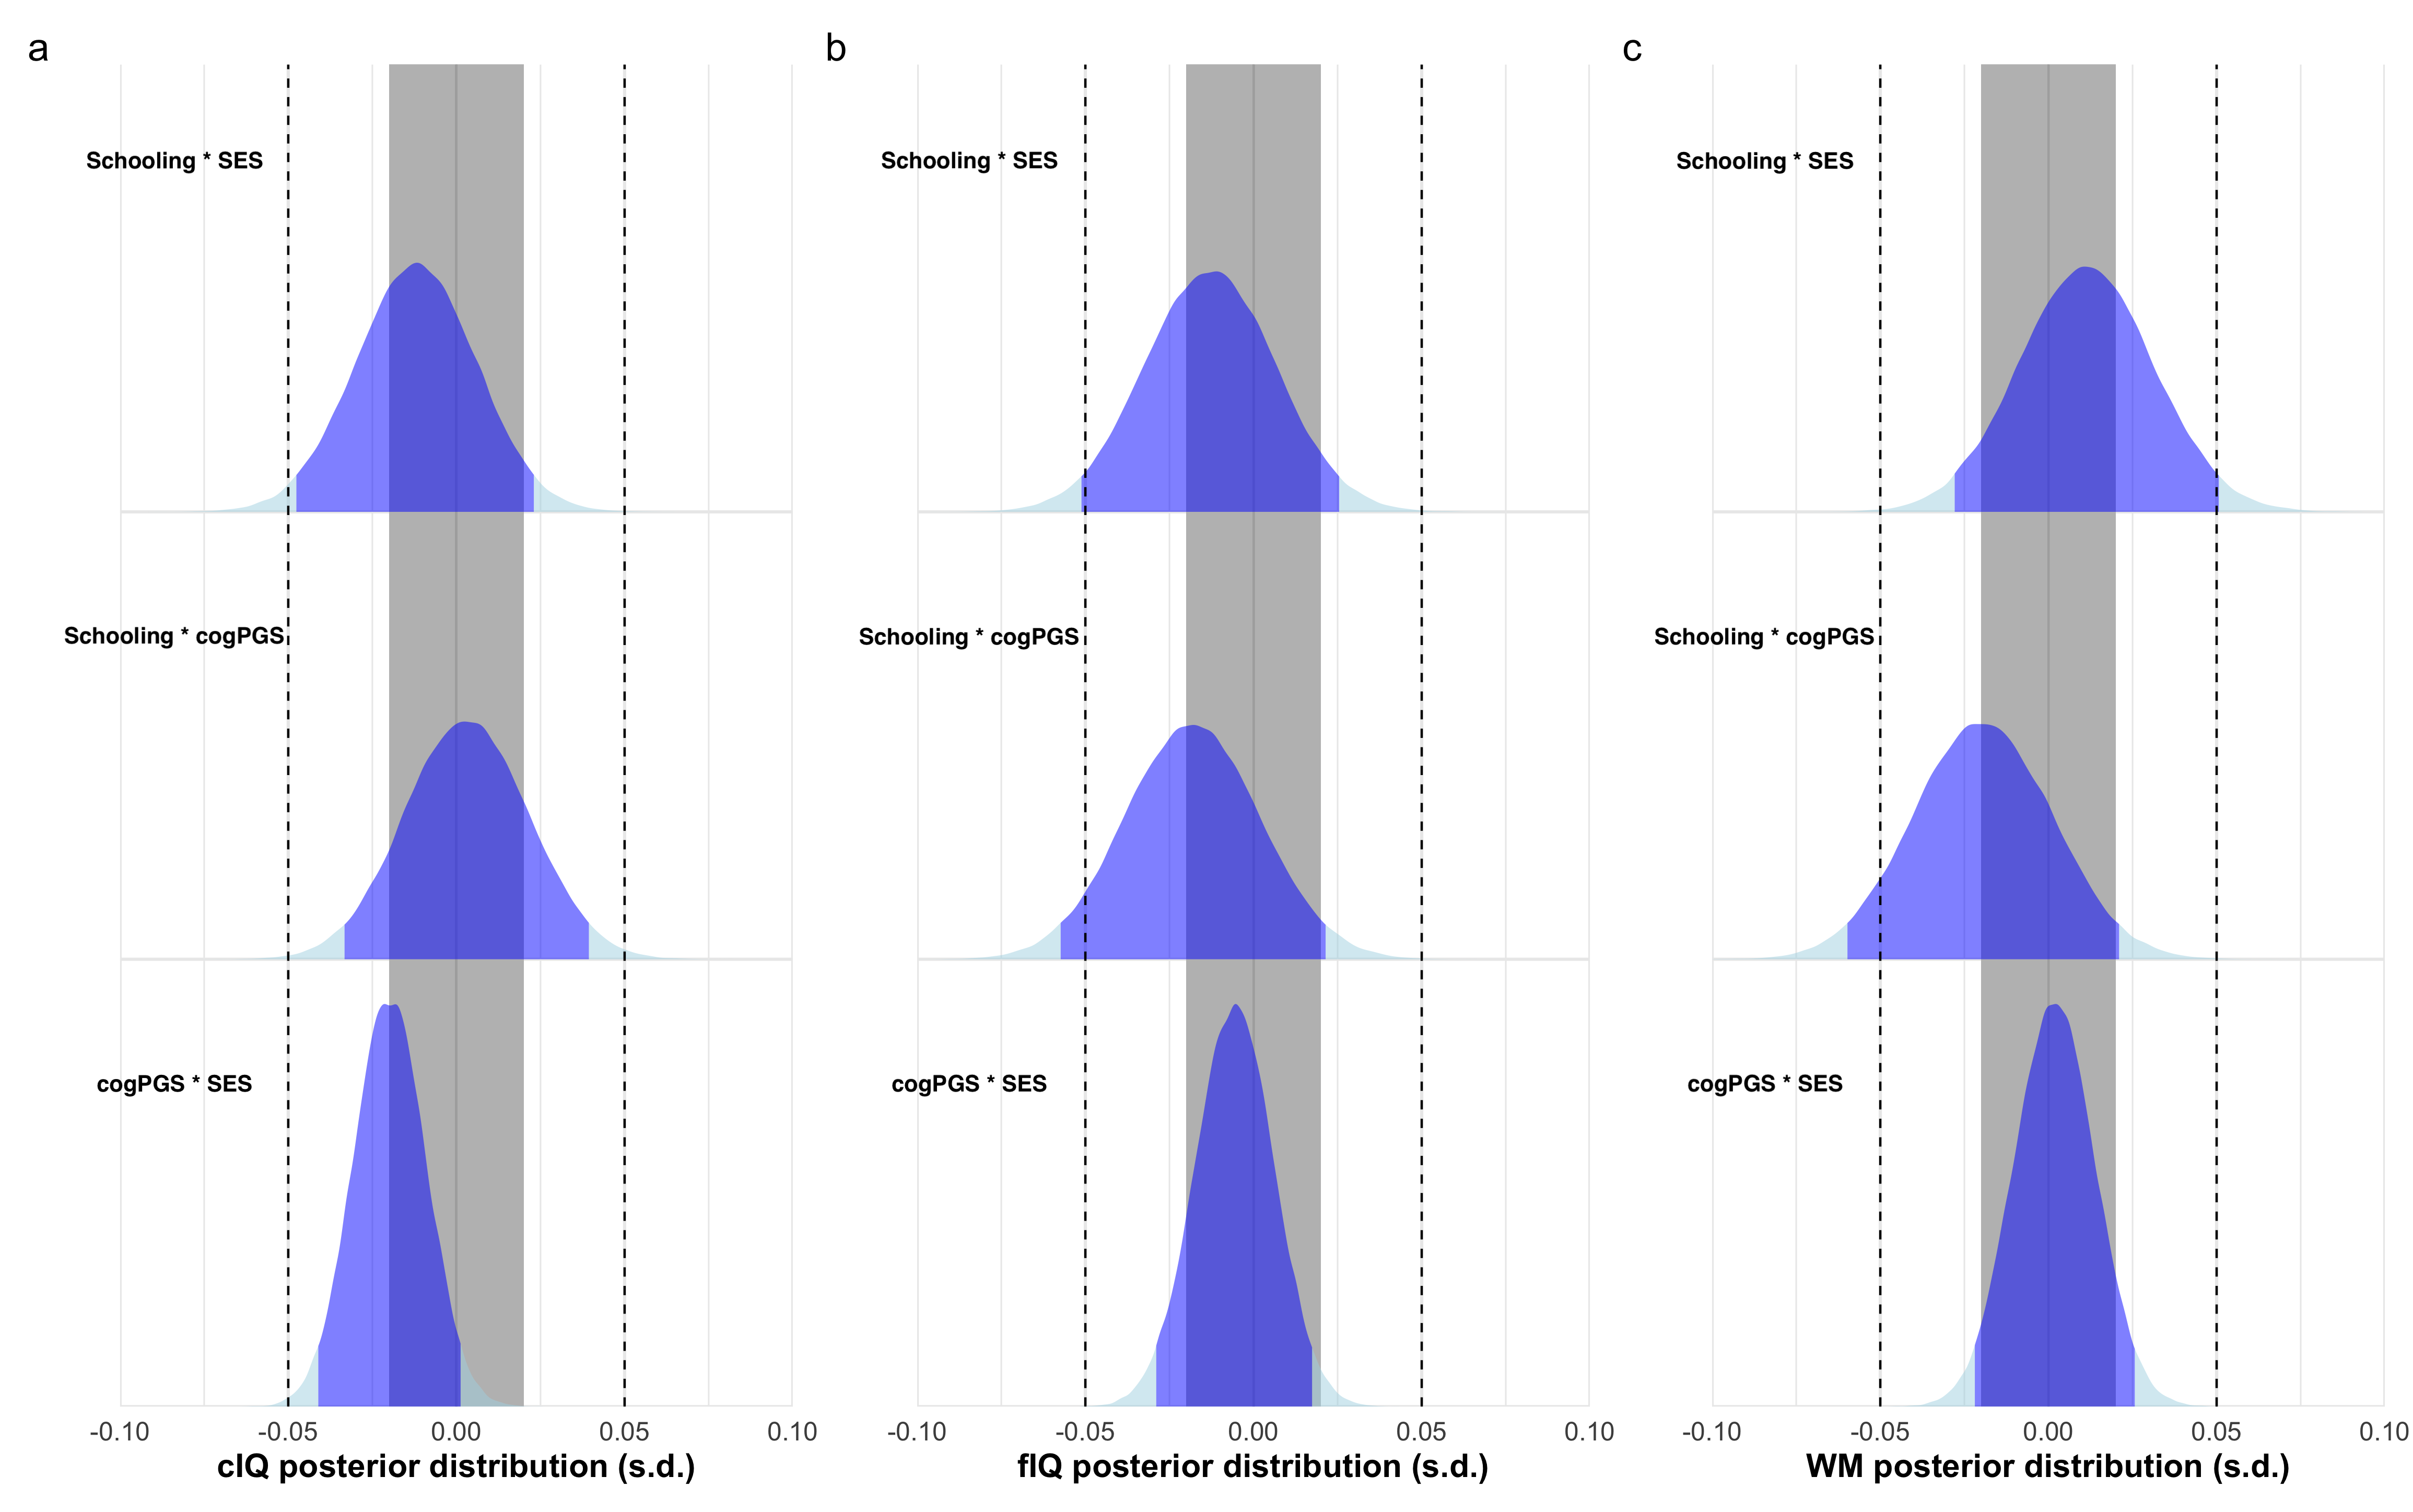 a
b
c
Schooling * SES
Schooling * SES
Schooling * SES
Schooling * cogPGS
Schooling * cogPGS
Schooling * cogPGS
cogPGS * SES
cogPGS * SES
cogPGS * SES
-0.10 -0.05 0.00 0.05 0.10
-0.10 -0.05 0.00 0.05 0.10
-0.10 -0.05 0.00 0.05 0.10
cIQ posterior distribution (s.d.)
fIQ posterior distribution (s.d.)
WM posterior distribution (s.d.)